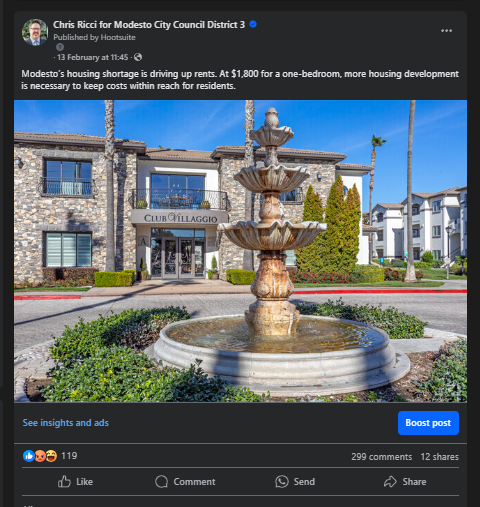 Chris Ricci for Modesto City Council District 3
Published by Hootsuite
· 13 February at 11:45 ·
Modesto's housing shortage is driving up rents. At $1,800 for a one-bedroom, more housing development
is necessary to keep costs within reach for residents.
CLUB VILLAGGIO
See insights and ads
Boost post
119
299 comments 12 shares
Like Comment Send Share